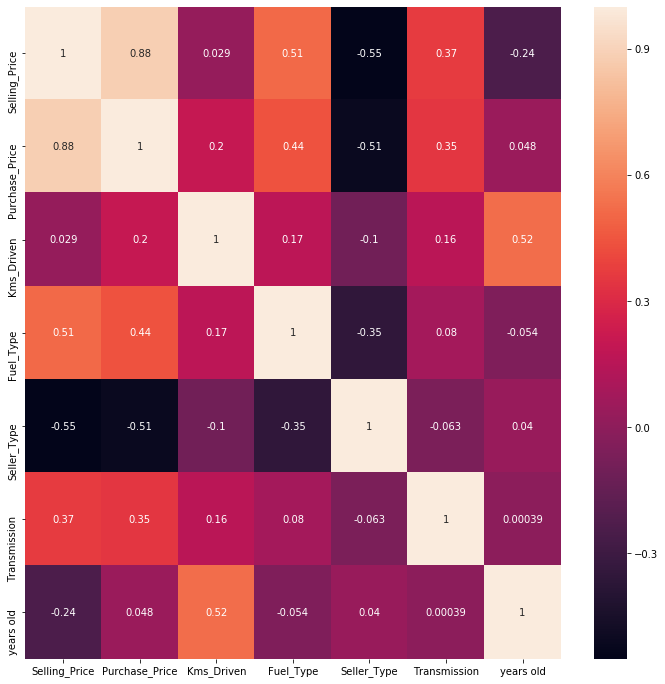 Selling_Price 1 0.88 0.029 0.51 -0.55 0.37 -0.24
Purchase_Price 0.88 1 0.2 0.44 -0.51 0.35 0.048
Kms_Driven 0.029 0.2 1 0.17 -0.1 0.16 0.52
Fuel_Type 0.51 0.44 0.17 1 -0.35 0.08 -0.054
Seller_Type -0.55 -0.51 -0.1 -0.35 1 -0.063 0.04
Transmission 0.37 0.35 0.16 0.08 -0.063 1 0.00039
years old -0.24 0.048 0.52 -0.054 0.04 0.00039 1
Selling_Price Purchase_Price Kms_Driven Fuel_Type Seller_Type Transmission years old
0.9
0.6
0.3
0.0
-0.3